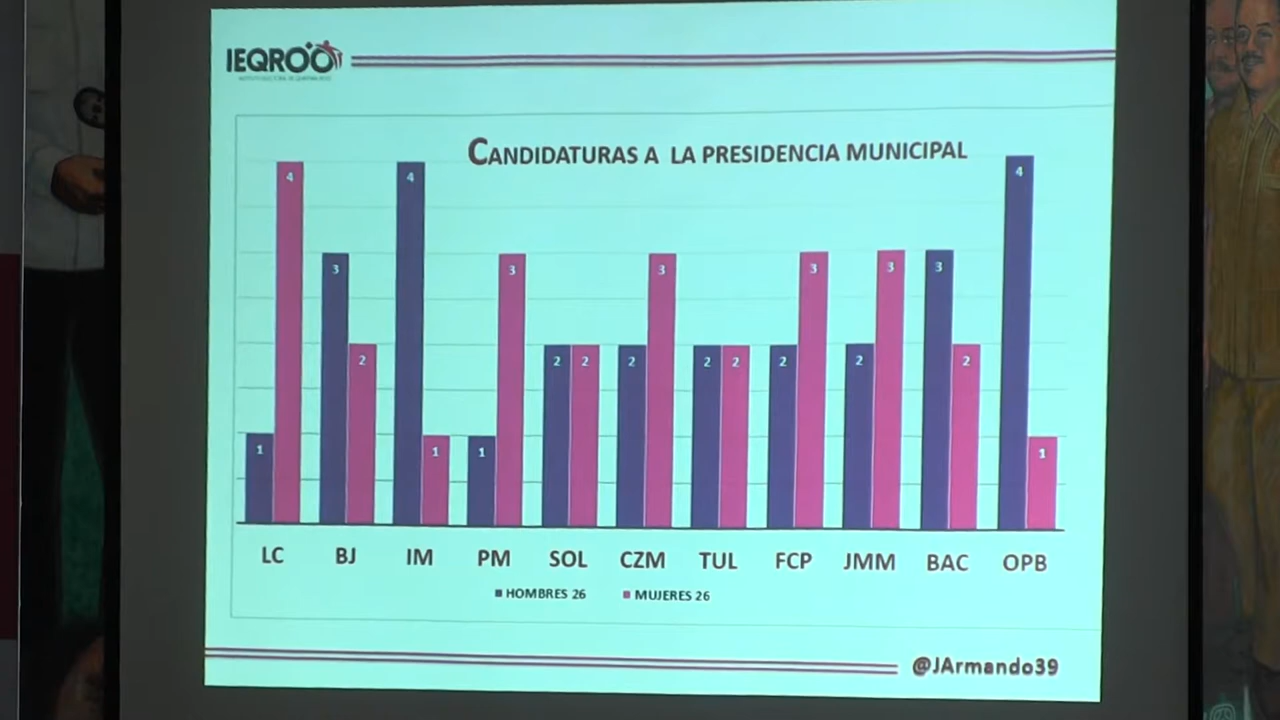 IEQROO
CANDIDATURAS A LA PRESIDENCIA MUNICIPAL
4 4 4
3 3 3 3 3 3
2 2 2 2 2 2 2 2 2
1 1 1 1
LC BJ IM PM SOL CZM TUL FCP JMM BAC OPB
HOMBRES 26 MUJERES 26
@JArmando39